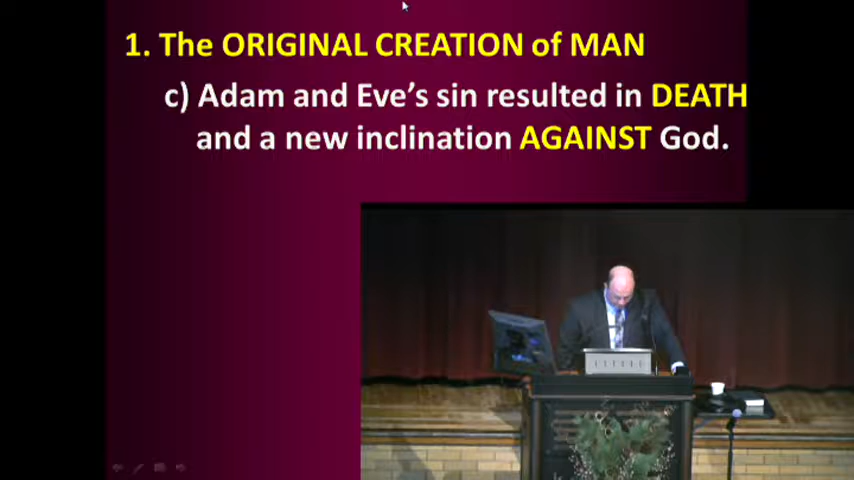 1. The ORIGINAL CREATION of MAN
c) Adam and Eve's sin resulted in DEATH
and a new inclination AGAINST God.